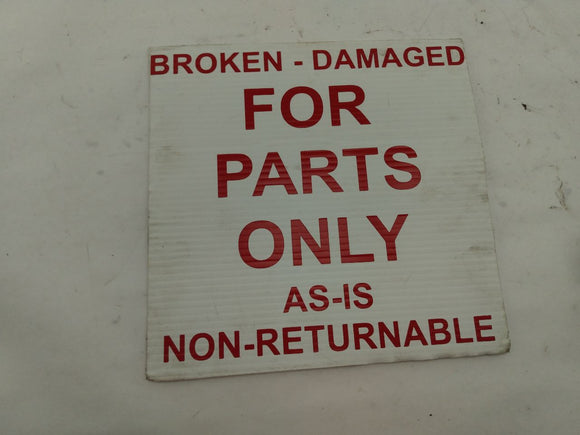 BROKEN - DAMAGED
FOR
PARTS
ONLY
AS-IS
NON-RETURNABLE